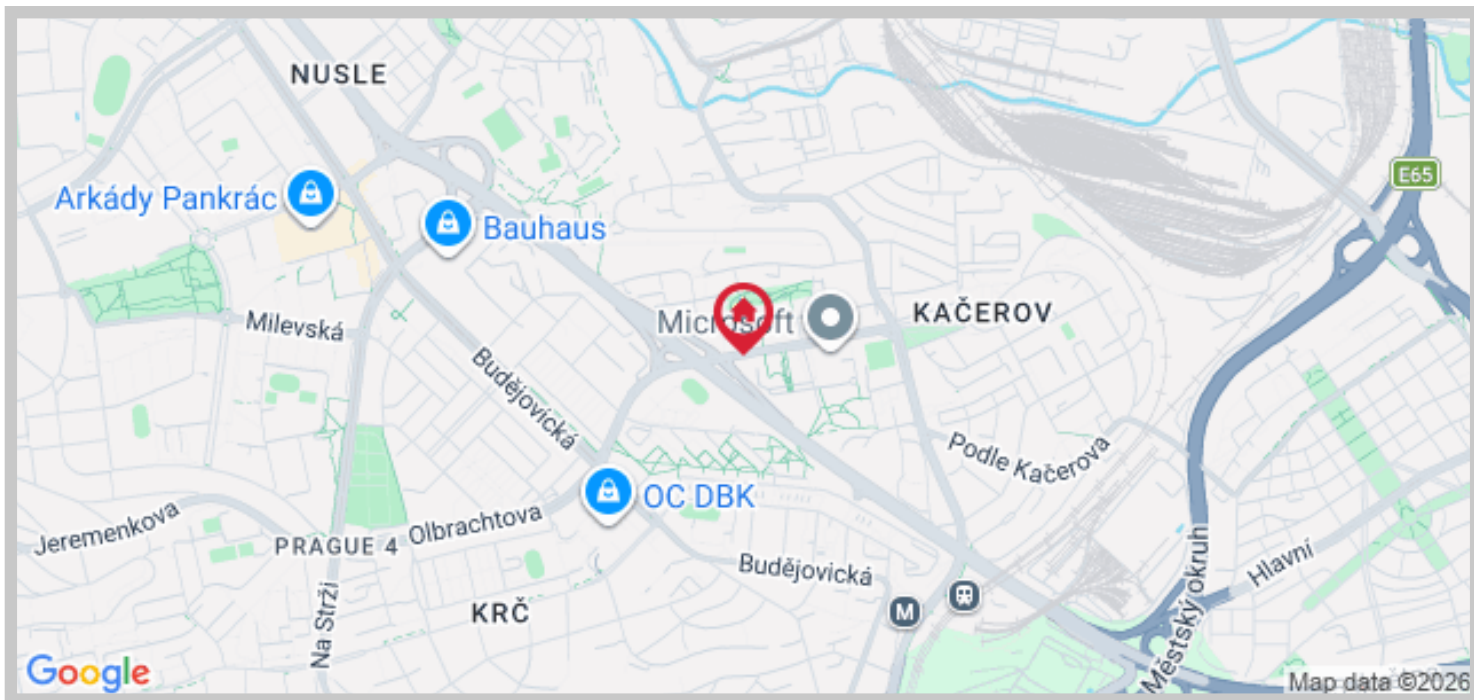 NUSLE
E65
Arkády Pankrác
Bauhaus
KAČEROV
Microsoft
Milevská
Budějovická
Podle Kačerova
OC DBK
Jeremenkova
Olbrachtova
PRAGUE 4
Budějovická
Hlavní
Městský okruh
KRČ
M
Na Strži
Google
Map data ©2026